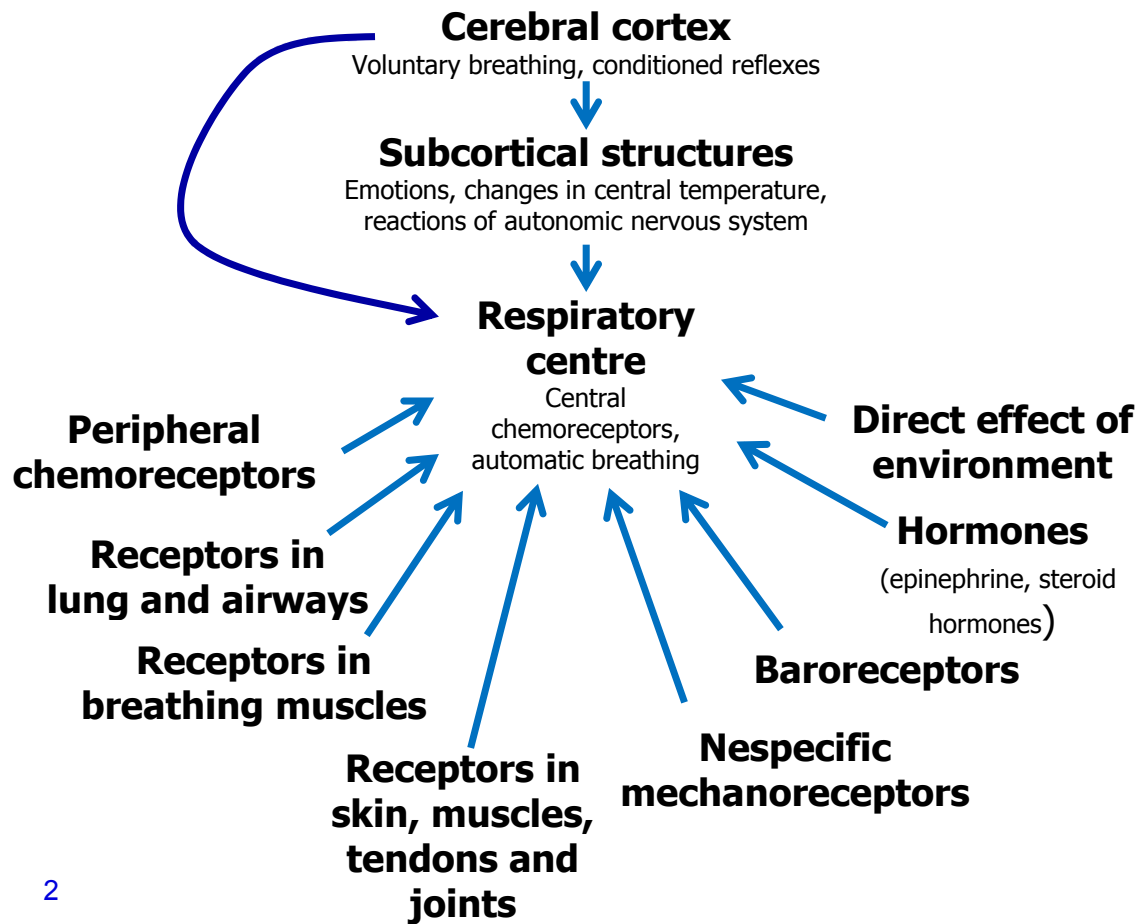 Cerebral cortex
Voluntary breathing, conditioned reflexes
Subcortical structures
Emotions, changes in central temperature,
reactions of autonomic nervous system
Respiratory
centre
Central
chemoreceptors,
automatic breathing
Peripheral
chemoreceptors
Receptors in
lung and airways
Receptors in
breathing muscles
Receptors in
skin, muscles,
tendons and
joints
Nespecific
mechanoreceptors
Baroreceptors
Hormones
(epinephrine, steroid
hormones)
Direct effect of
environment
2